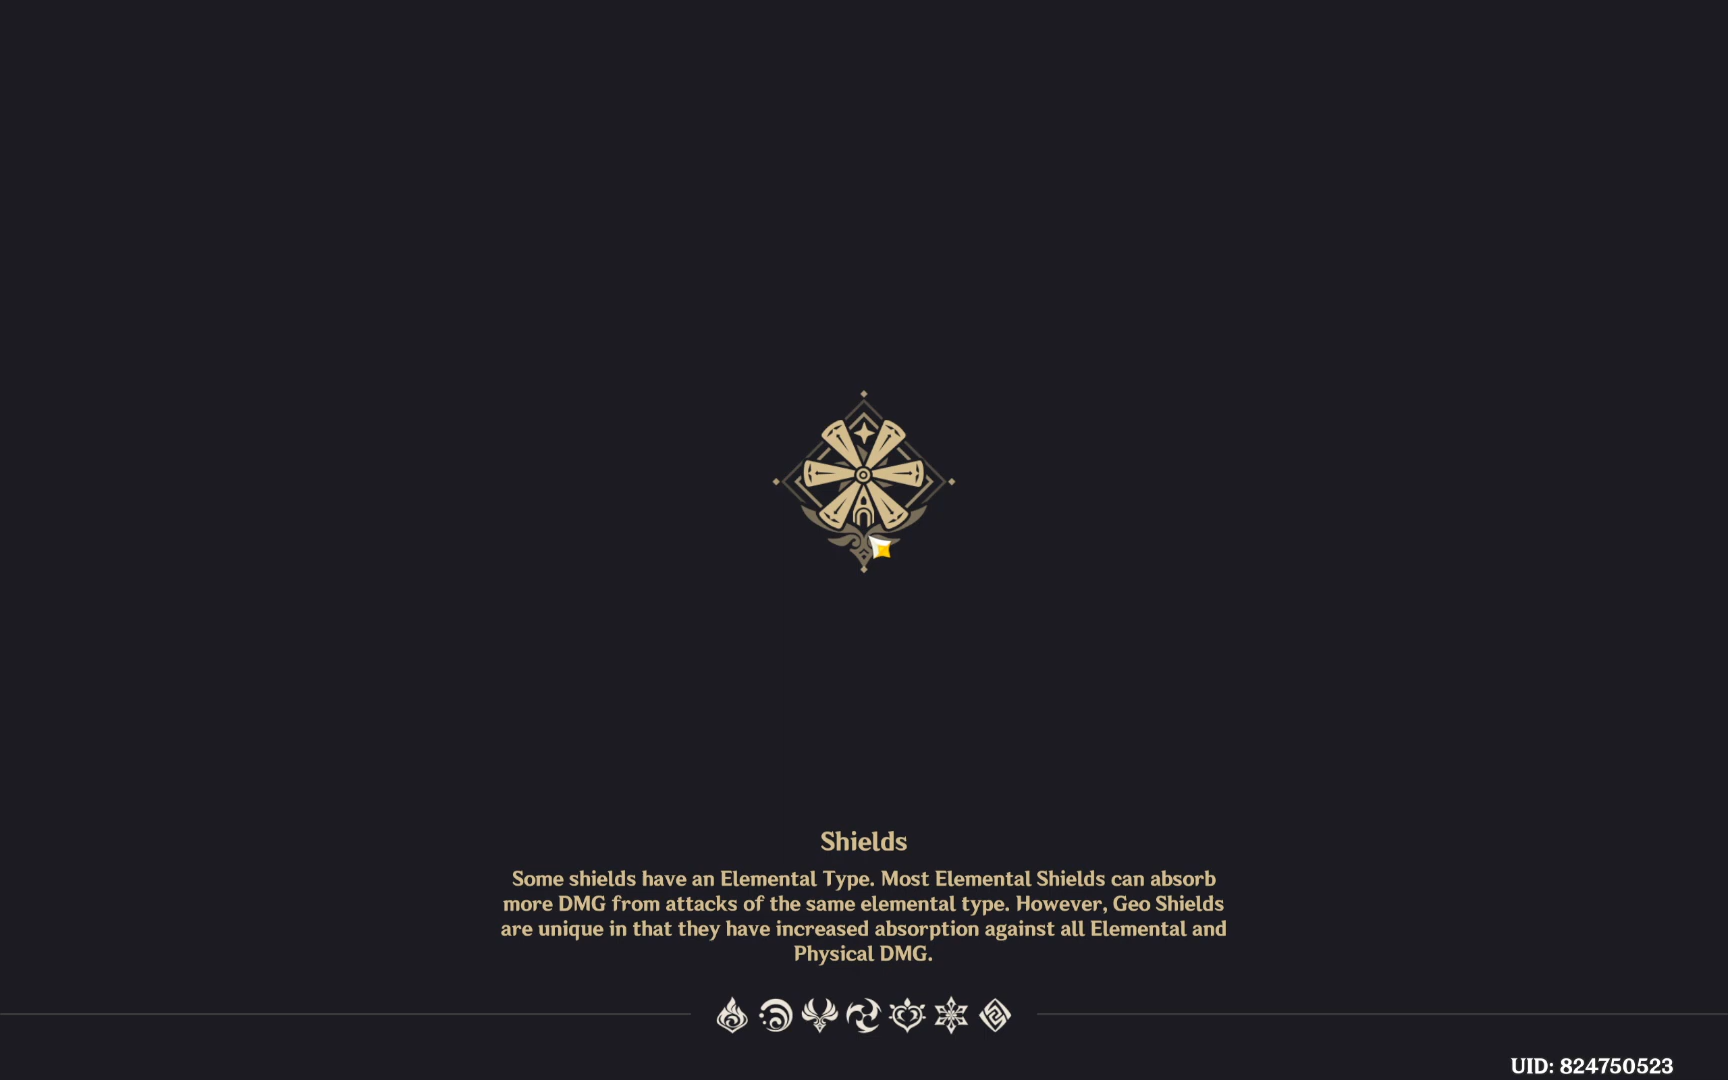 Shields
Some shields have an Elemental Type. Most Elemental Shields can absorb
more DMG from attacks of the same elemental type. However, Geo Shields
are unique in that they have increased absorption against all Elemental and
Physical DMG.
UID: 824750523